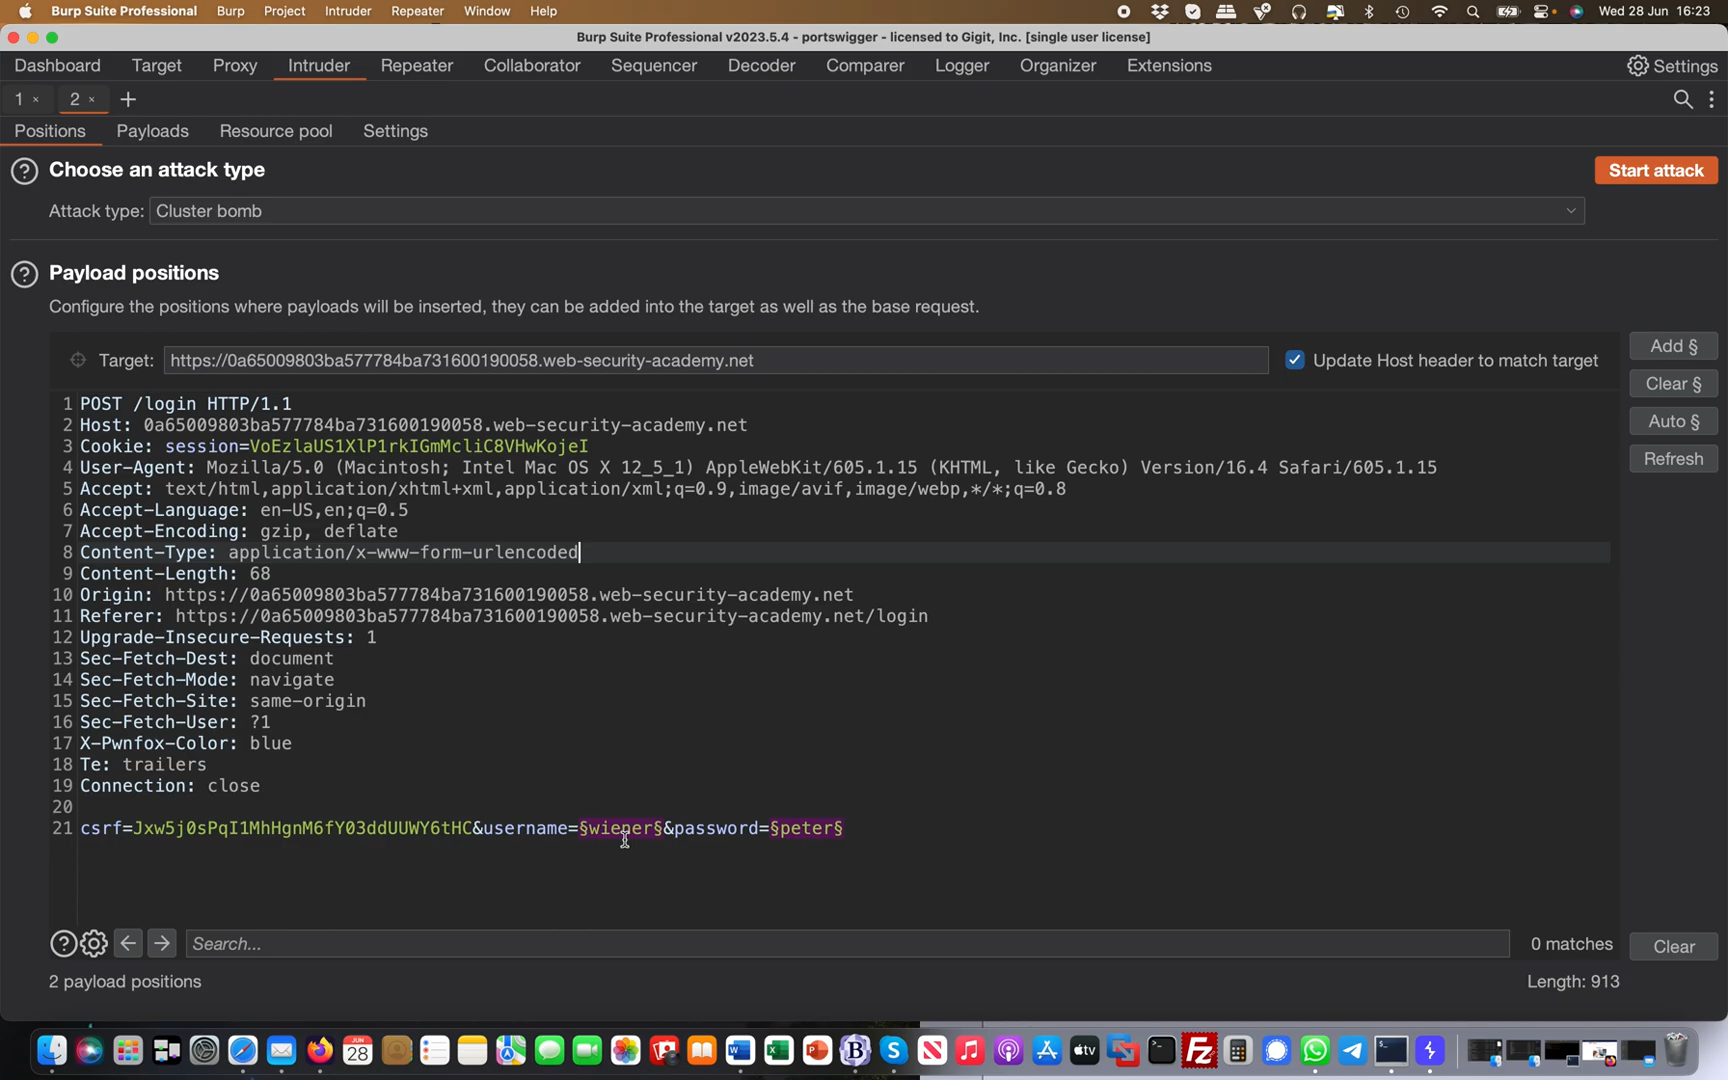 Burp Suite Professional Burp Project Intruder Repeater Window Help Wed 28 Jun 16:23
Burp Suite Professional v2023.5.4 - portswigger - licensed to Gigit, Inc. [single user license]
Dashboard Target Proxy Intruder Repeater Collaborator Sequencer Decoder Comparer Logger Organizer Extensions Settings
1 × 2 × +
Positions Payloads Resource pool Settings
? Choose an attack type Start attack
Attack type: Cluster bomb
? Payload positions
Configure the positions where payloads will be inserted, they can be added into the target as well as the base request.
Target: https://0a65009803ba577784ba731600190058.web-security-academy.net Update Host header to match target
Add §
Clear §
Auto §
Refresh
1 POST /login HTTP/1.1
2 Host: 0a65009803ba577784ba731600190058.web-security-academy.net
3 Cookie: session=VoEzlaUS1XlP1rkIGmMcliC8VHwKojeI
4 User-Agent: Mozilla/5.0 (Macintosh; Intel Mac OS X 12_5_1) AppleWebKit/605.1.15 (KHTML, like Gecko) Version/16.4 Safari/605.1.15
5 Accept: text/html,application/xhtml+xml,application/xml;q=0.9,image/avif,image/webp,*/*;q=0.8
6 Accept-Language: en-US,en;q=0.5
7 Accept-Encoding: gzip, deflate
8 Content-Type: application/x-www-form-urlencoded
9 Content-Length: 68
10 Origin: https://0a65009803ba577784ba731600190058.web-security-academy.net
11 Referer: https://0a65009803ba577784ba731600190058.web-security-academy.net/login
12 Upgrade-Insecure-Requests: 1
13 Sec-Fetch-Dest: document
14 Sec-Fetch-Mode: navigate
15 Sec-Fetch-Site: same-origin
16 Sec-Fetch-User: ?1
17 X-Pwnfox-Color: blue
18 Te: trailers
19 Connection: close
20
21 csrf=Jxw5j0sPqI1MhHgnM6fY03ddUUWY6tHC&username=§wiener§&password=§peter§
? Search... 0 matches Clear
2 payload positions Length: 913
JUN
28
tv